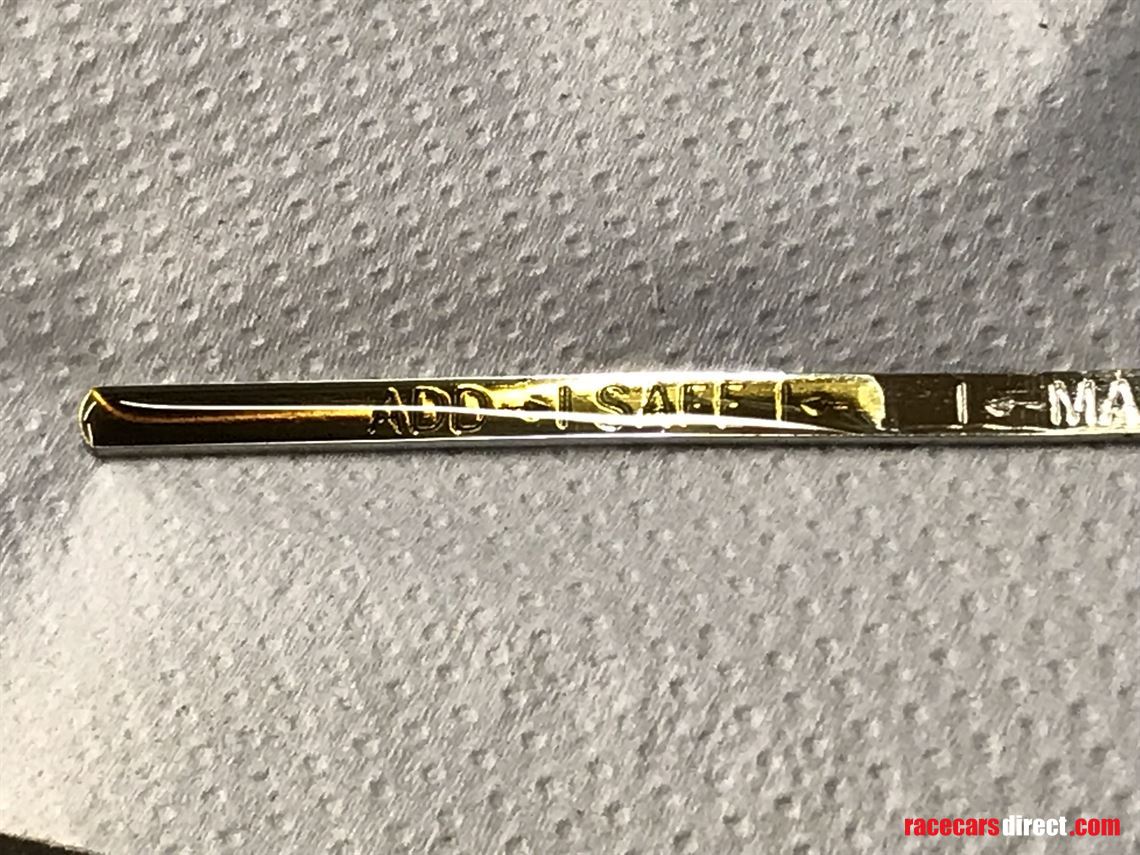 ADD ←| SAFE |← |← MA
racecarsdirect.com